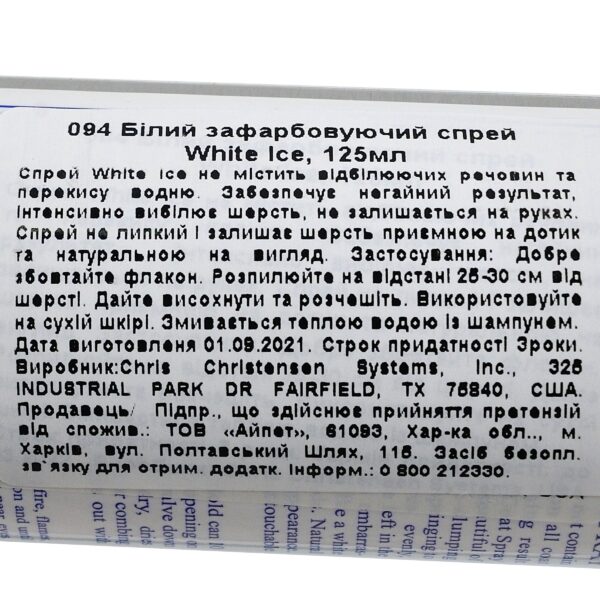 094 Білий зафарбовуючий спрей
White Ice, 125мл
Спрей White Ice не містить відбілюючих речовин та
перекису водню. Забезпечує негайний результат,
інтенсивно вибілює шерсть, не залишається на руках.
Спрей не липкий і залишає шерсть приємною на дотик
та натуральною на вигляд. Застосування: Добре
збовтайте флакон. Розпилюйте на відстані 25-30 см від
шерсті. Дайте висохнути та розчешіть. Використовуйте
на сухій шкірі. Змивається теплою водою із шампунем.
Дата виготовленя 01.09.2021. Строк придатності 3роки.
Виробник:Chris Christensen Systems, Inc., 325
INDUSTRIAL PARK DR FAIRFIELD, TX 75840, США.
Продавець/ Підпр., що здійснює прийняття претензій
від спожив.: ТОВ «Айпет», 61093, Хар-ка обл.., м.
Харків, вул. Полтавський Шлях, 115. Засіб безопл.
зв`язку для отрим. додатк. інформ.: 0 800 212330.